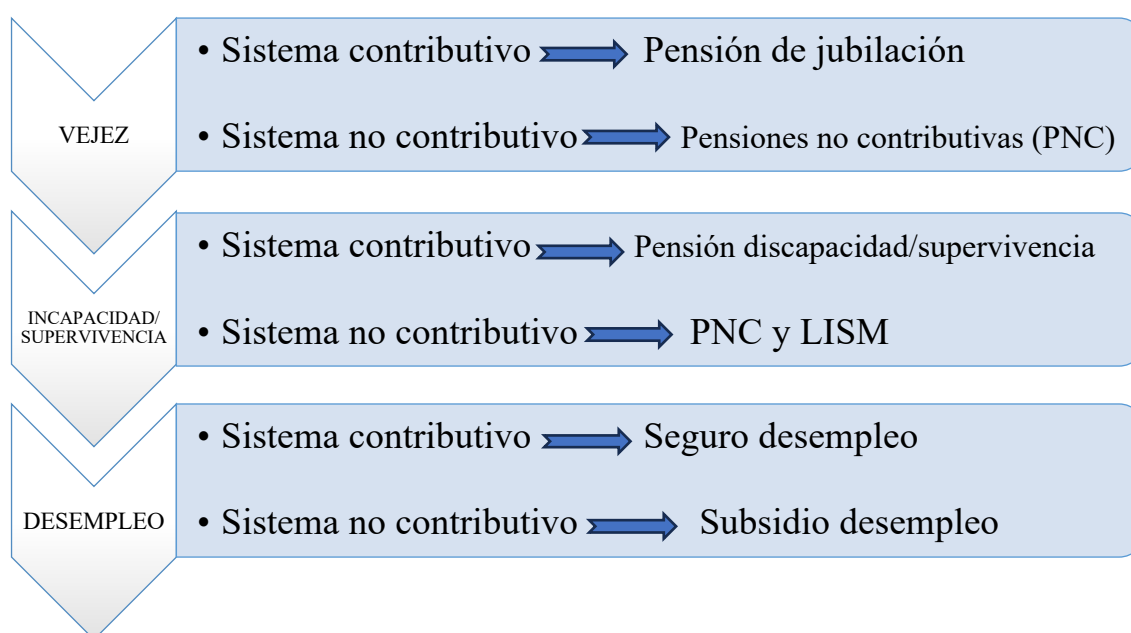 • Sistema contributivo Pensión de jubilación
VEJEZ
• Sistema no contributivo Pensiones no contributivas (PNC)
• Sistema contributivo Pensión discapacidad/supervivencia
INCAPACIDAD/
SUPERVIVENCIA
• Sistema no contributivo PNC y LISM
• Sistema contributivo Seguro desempleo
DESEMPLEO
• Sistema no contributivo Subsidio desempleo